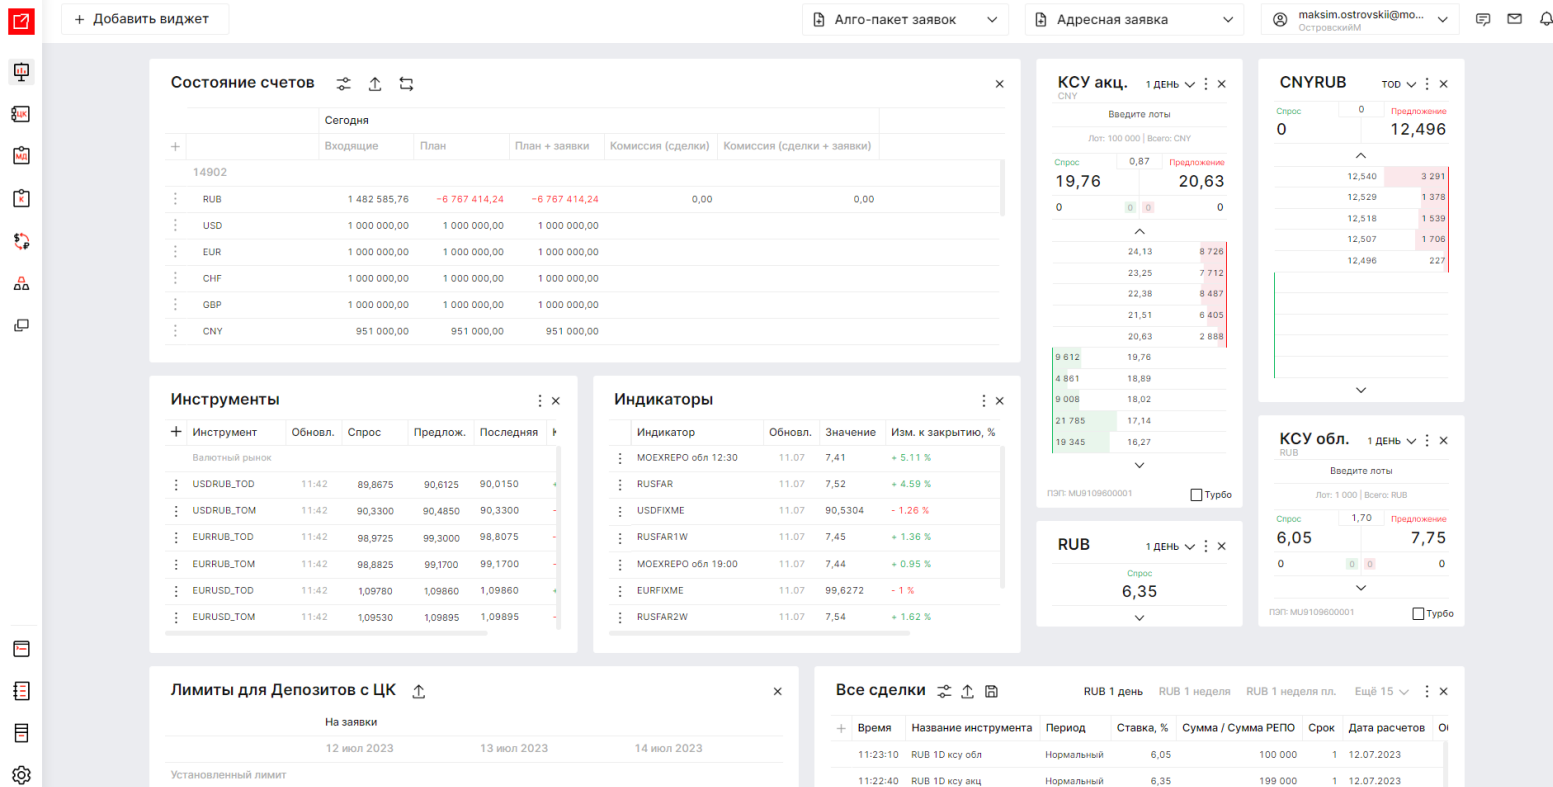 + Добавить виджет
Алго-пакет заявок
Адресная заявка
maksim.ostrovskii@mo...
ОстровскийМ
ЦК
МД
К
Состояние счетов
Сегодня
+ Входящие План План + заявки Комиссия (сделки) Комиссия (сделки + заявки)
14902
RUB 1 482 585,76 −6 767 414,24 −6 767 414,24 0,00 0,00
USD 1 000 000,00 1 000 000,00 1 000 000,00
EUR 1 000 000,00 1 000 000,00 1 000 000,00
CHF 1 000 000,00 1 000 000,00 1 000 000,00
GBP 1 000 000,00 1 000 000,00 1 000 000,00
CNY 951 000,00 951 000,00 951 000,00
КСУ акц. 1 ДЕНЬ
CNY
Введите лоты
Лот: 100 000 | Всего: CNY
Спрос 0,87 Предложение
19,76 20,63
0 0 0 0
24,13 8 726
23,25 7 712
22,38 8 487
21,51 6 405
20,63 2 888
9 612 19,76
4 861 18,89
9 008 18,02
21 785 17,14
19 345 16,27
ПЭП: MU9109600001 Турбо
CNYRUB TOD
Спрос 0 Предложение
0 12,496
12,540 3 291
12,529 1 378
12,518 1 539
12,507 1 706
12,496 227
Инструменты
+ Инструмент Обновл. Спрос Предлож. Последняя
Валютный рынок
USDRUB_TOD 11:42 89,8675 90,6125 90,0150 +
USDRUB_TOM 11:42 90,3300 90,4850 90,3300 -
EURRUB_TOD 11:42 98,9725 99,3000 98,8075 -
EURRUB_TOM 11:42 98,8825 99,1700 99,1700 -
EURUSD_TOD 11:42 1,09780 1,09860 1,09860 +
EURUSD_TOM 11:42 1,09530 1,09895 1,09895 -
Индикаторы
Индикатор Обновл. Значение Изм. к закрытию, %
MOEXREPO обл 12:30 11.07 7,41 + 5.11 %
RUSFAR 11.07 7,52 + 4.59 %
USDFIXME 11.07 90,5304 - 1.26 %
RUSFAR1W 11.07 7,45 + 1.36 %
MOEXREPO обл 19:00 11.07 7,44 + 0.95 %
EURFIXME 11.07 99,6272 - 1 %
RUSFAR2W 11.07 7,54 + 1.62 %
RUB 1 ДЕНЬ
Спрос
6,35
КСУ обл. 1 ДЕНЬ
RUB
Введите лоты
Лот: 1 000 | Всего: RUB
Спрос 1,70 Предложение
6,05 7,75
0 0 0 0
ПЭП: MU9109600001 Турбо
Лимиты для Депозитов с ЦК
На заявки
12 июл 2023 13 июл 2023 14 июл 2023
Установленный лимит
Все сделки RUB 1 день RUB 1 неделя RUB 1 неделя пл. Ещё 15
+ Время Название инструмента Период Ставка, % Сумма / Сумма РЕПО Срок Дата расчетов
11:23:10 RUB 1D ксу обл Нормальный 6,05 100 000 1 12.07.2023
11:22:40 RUB 1D ксу акц Нормальный 6,35 199 000 1 12.07.2023